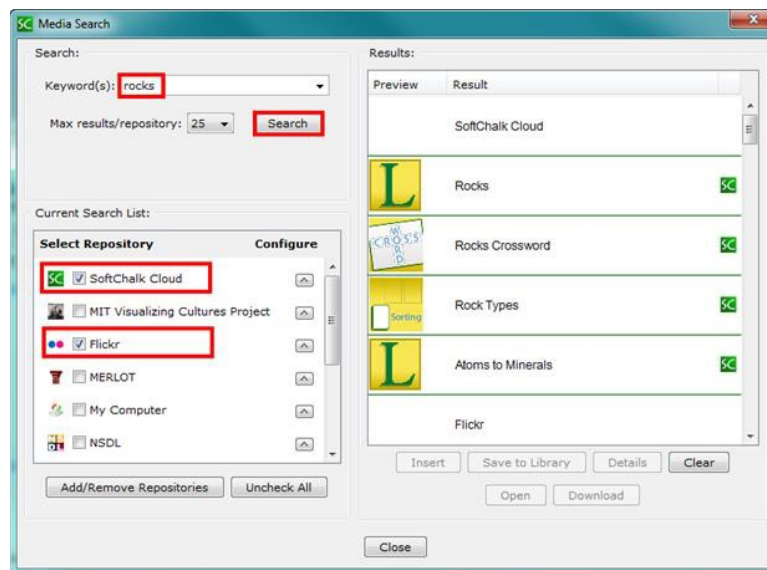 SC Media Search
Search:
Keyword(s): rocks
Max results/repository: 25
Search
Current Search List:
Select Repository Configure
SC SoftChalk Cloud
MIT Visualizing Cultures Project
Flickr
MERLOT
My Computer
NSDL
Add/Remove Repositories Uncheck All
Results:
Preview Result
SoftChalk Cloud
L Rocks SC
CROSS WORD Rocks Crossword SC
Sorting Rock Types SC
L Atoms to Minerals SC
Flickr
Insert Save to Library Details Clear
Open Download
Close